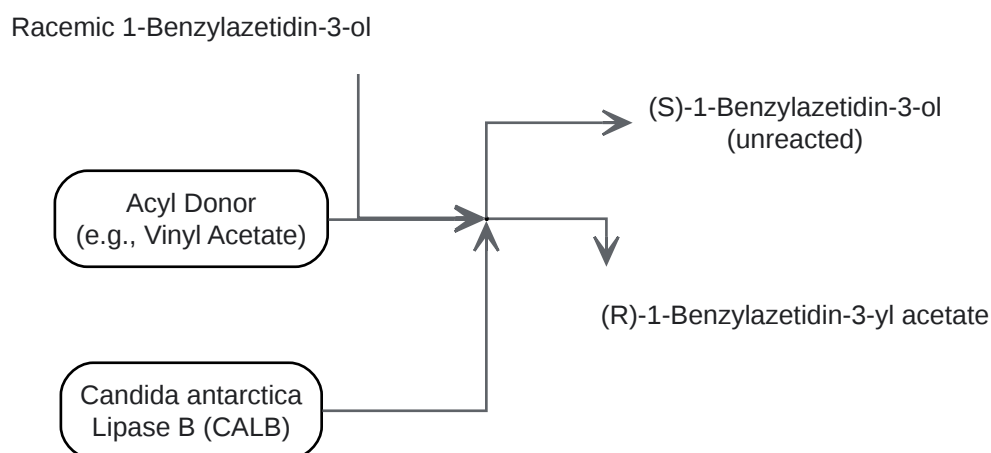 Racemic 1-Benzylazetidin-3-ol
(S)-1-Benzylazetidin-3-ol
(unreacted)
Acyl Donor
(e.g., Vinyl Acetate)
(R)-1-Benzylazetidin-3-yl acetate
Candida antarctica
Lipase B (CALB)